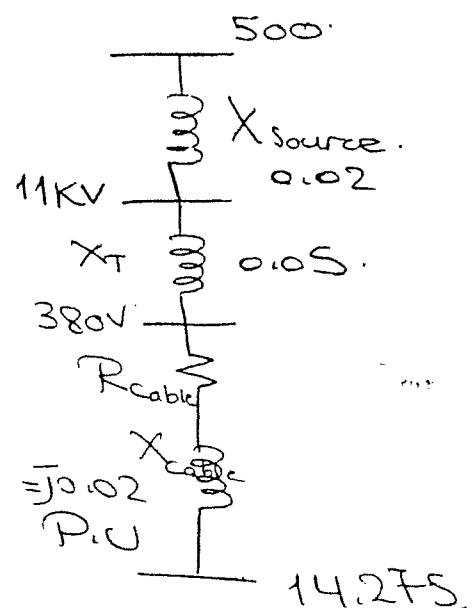 500.
X source.
0.02
11KV
XT 0.05.
380V
Rcable
Xcable
=J0.02
P.U
14.275